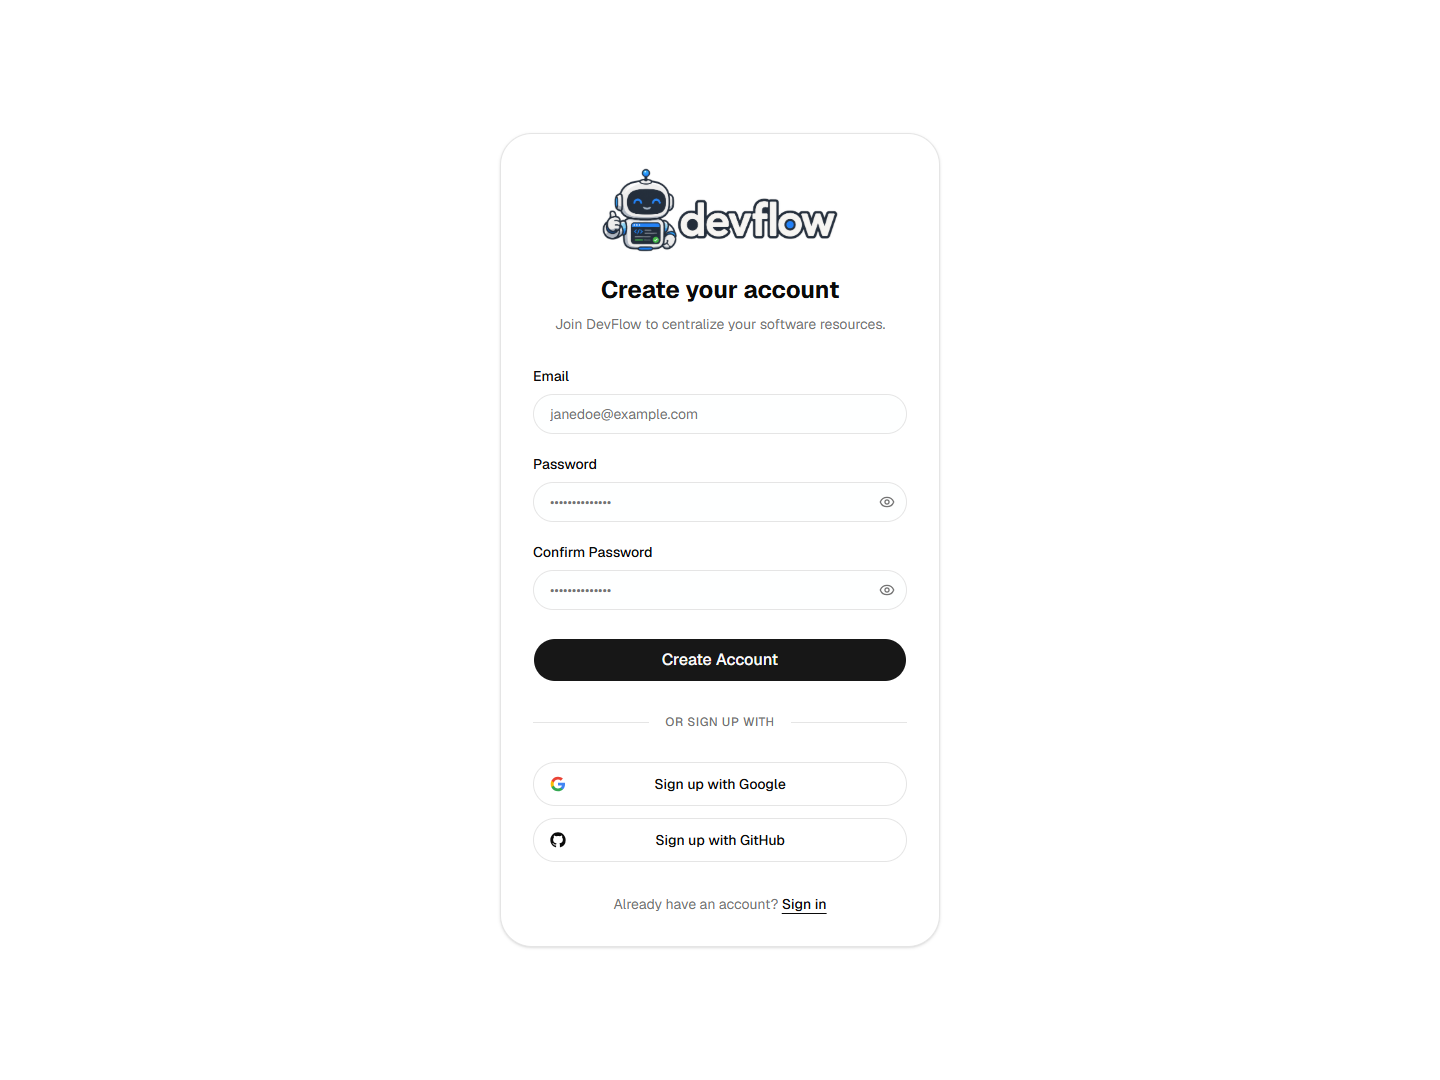 devflow
Create your account
Join DevFlow to centralize your software resources.
Email
janedoe@example.com
Password
••••••••••••••
Confirm Password
••••••••••••••
Create Account
OR SIGN UP WITH
Sign up with Google
Sign up with GitHub
Already have an account? Sign in